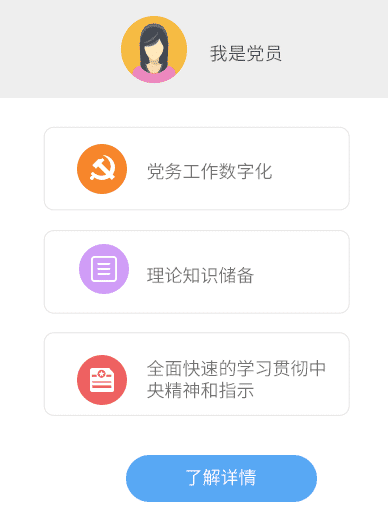 我是党员
党务工作数字化
理论知识储备
全面快速的学习贯彻中
央精神和指示
了解详情